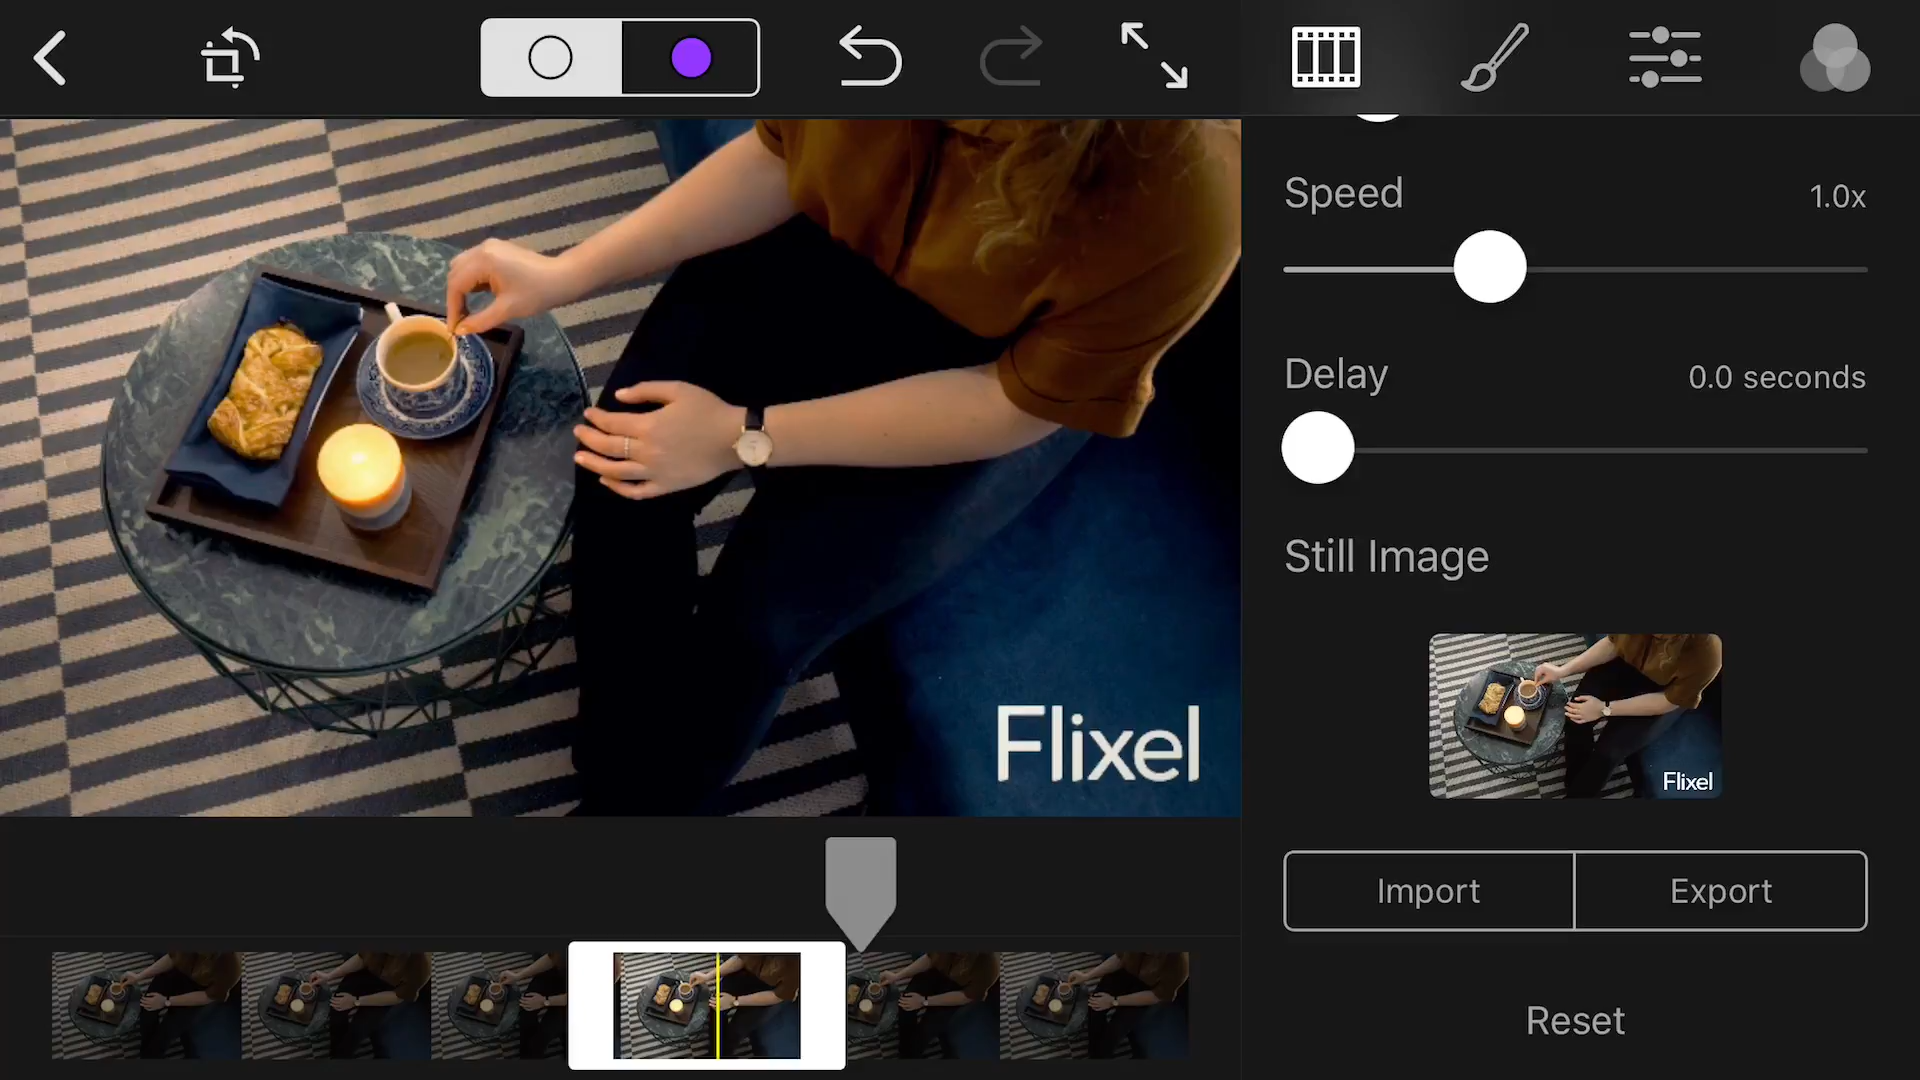 Speed
1.0x
Delay
0.0 seconds
Still Image
Flixel
Flixel
Import
Export
Reset